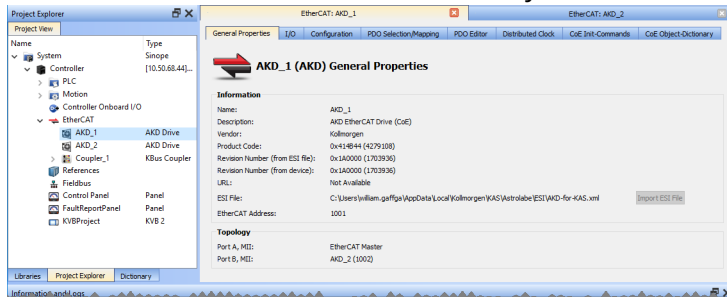 Project Explorer
Project View
Name Type
System Sinope
Controller [10.50.68.44]...
PLC
Motion
Controller Onboard I/O
EtherCAT
AKD_1 AKD Drive
AKD_2 AKD Drive
Coupler_1 KBus Coupler
References
Fieldbus
Control Panel Panel
FaultReportPanel Panel
KVBProject KVB 2
Libraries Project Explorer Dictionary
EtherCAT: AKD_1 EtherCAT: AKD_2
General Properties I/O Configuration PDO Selection/Mapping PDO Editor Distributed Clock CoE Init-Commands CoE Object-Dictionary
AKD_1 (AKD) General Properties
Information
Name: AKD_1
Description: AKD EtherCAT Drive (CoE)
Vendor: Kollmorgen
Product Code: 0x414B44 (4279108)
Revision Number (from ESI file): 0x1A0000 (1703936)
Revision Number (from device): 0x1A0000 (1703936)
URL: Not Available
ESI File: C:\Users\william.gaffga\AppData\Local\Kollmorgen\KAS\Astrolabe\ESI\AKD-for-KAS.xml Import ESI File
EtherCAT Address: 1001
Topology
Port A, MII: EtherCAT Master
Port B, MII: AKD_2 (1002)
Information and Logs